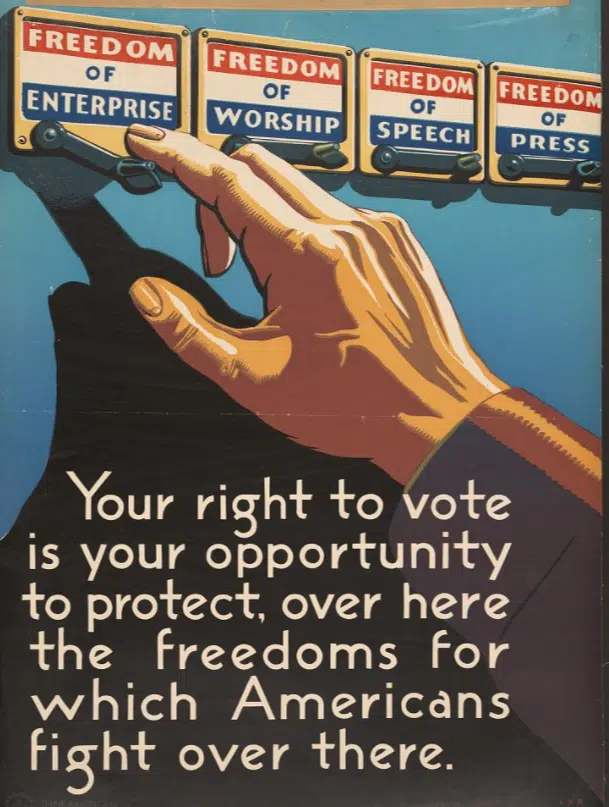 FREEDOM
OF
ENTERPRISE
FREEDOM
OF
WORSHIP
FREEDOM
OF
SPEECH
FREEDOM
OF
PRESS
Your right to vote
is your opportunity
to protect, over here
the freedoms for
which Americans
fight over there.